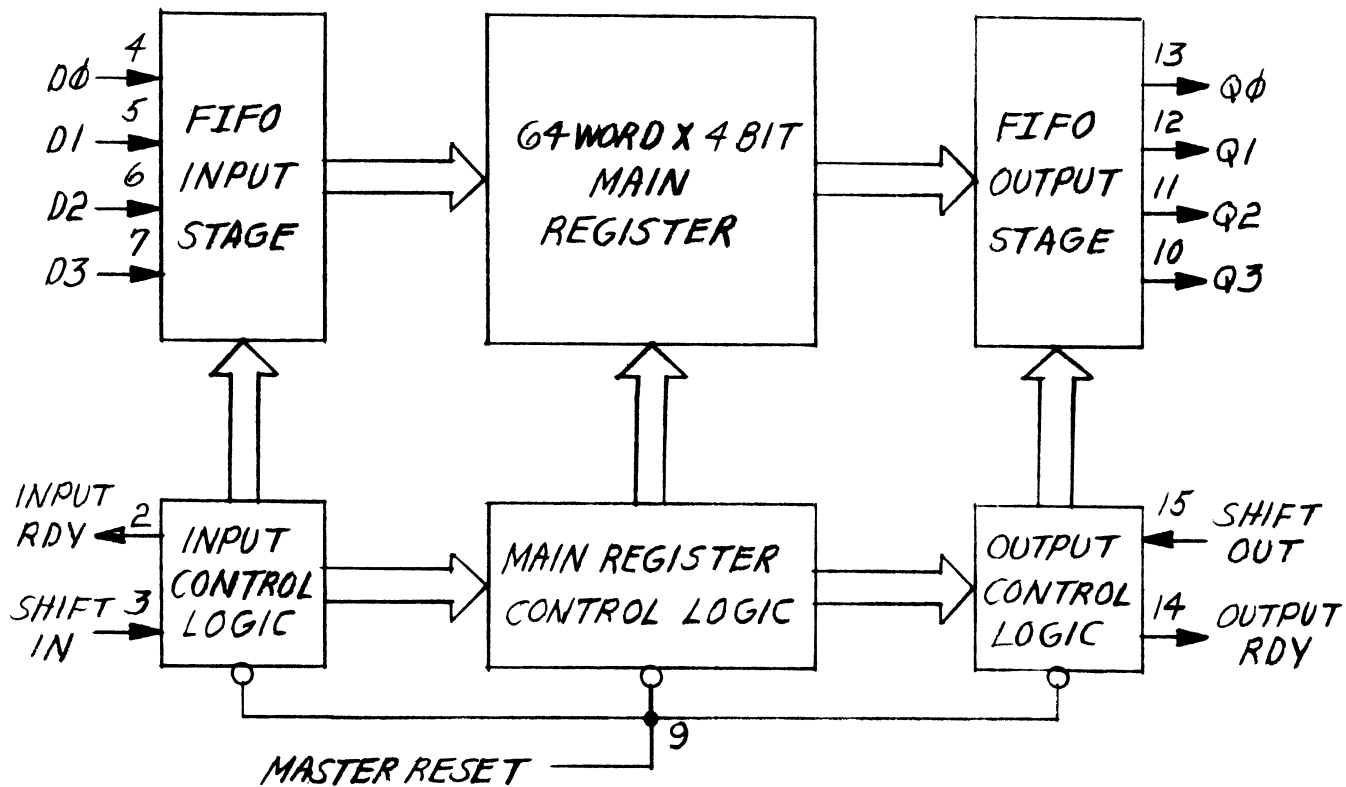 4
DØ
5
D1
6
D2
7
D3
FIFO
INPUT
STAGE
64 WORD X 4 BIT
MAIN
REGISTER
FIFO
OUTPUT
STAGE
13
QØ
12
Q1
11
Q2
10
Q3
INPUT
RDY
2
SHIFT
IN
3
INPUT
CONTROL
LOGIC
MAIN REGISTER
CONTROL LOGIC
OUTPUT
CONTROL
LOGIC
15
SHIFT
OUT
14
OUTPUT
RDY
9
MASTER RESET